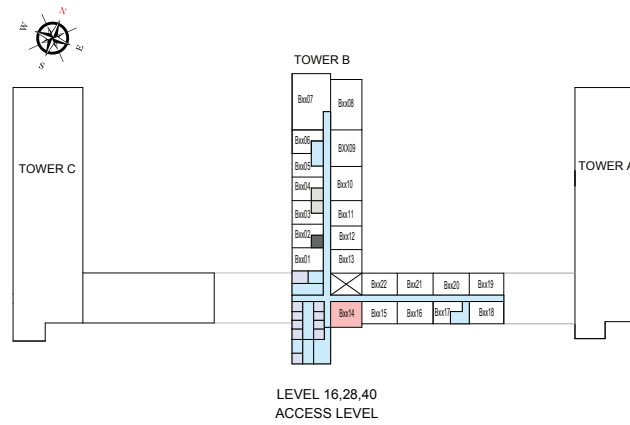 N
W
E
S
TOWER B
TOWER C
TOWER A
Bxx07
Bxx08
Bxx06
BXX09
Bxx05
Bxx04
Bxx10
Bxx03
Bxx11
Bxx02
Bxx12
Bxx01
Bxx13
Bxx22
Bxx21
Bxx20
Bxx19
Bxx14
Bxx15
Bxx16
Bxx17
Bxx18
LEVEL 16,28,40
ACCESS LEVEL